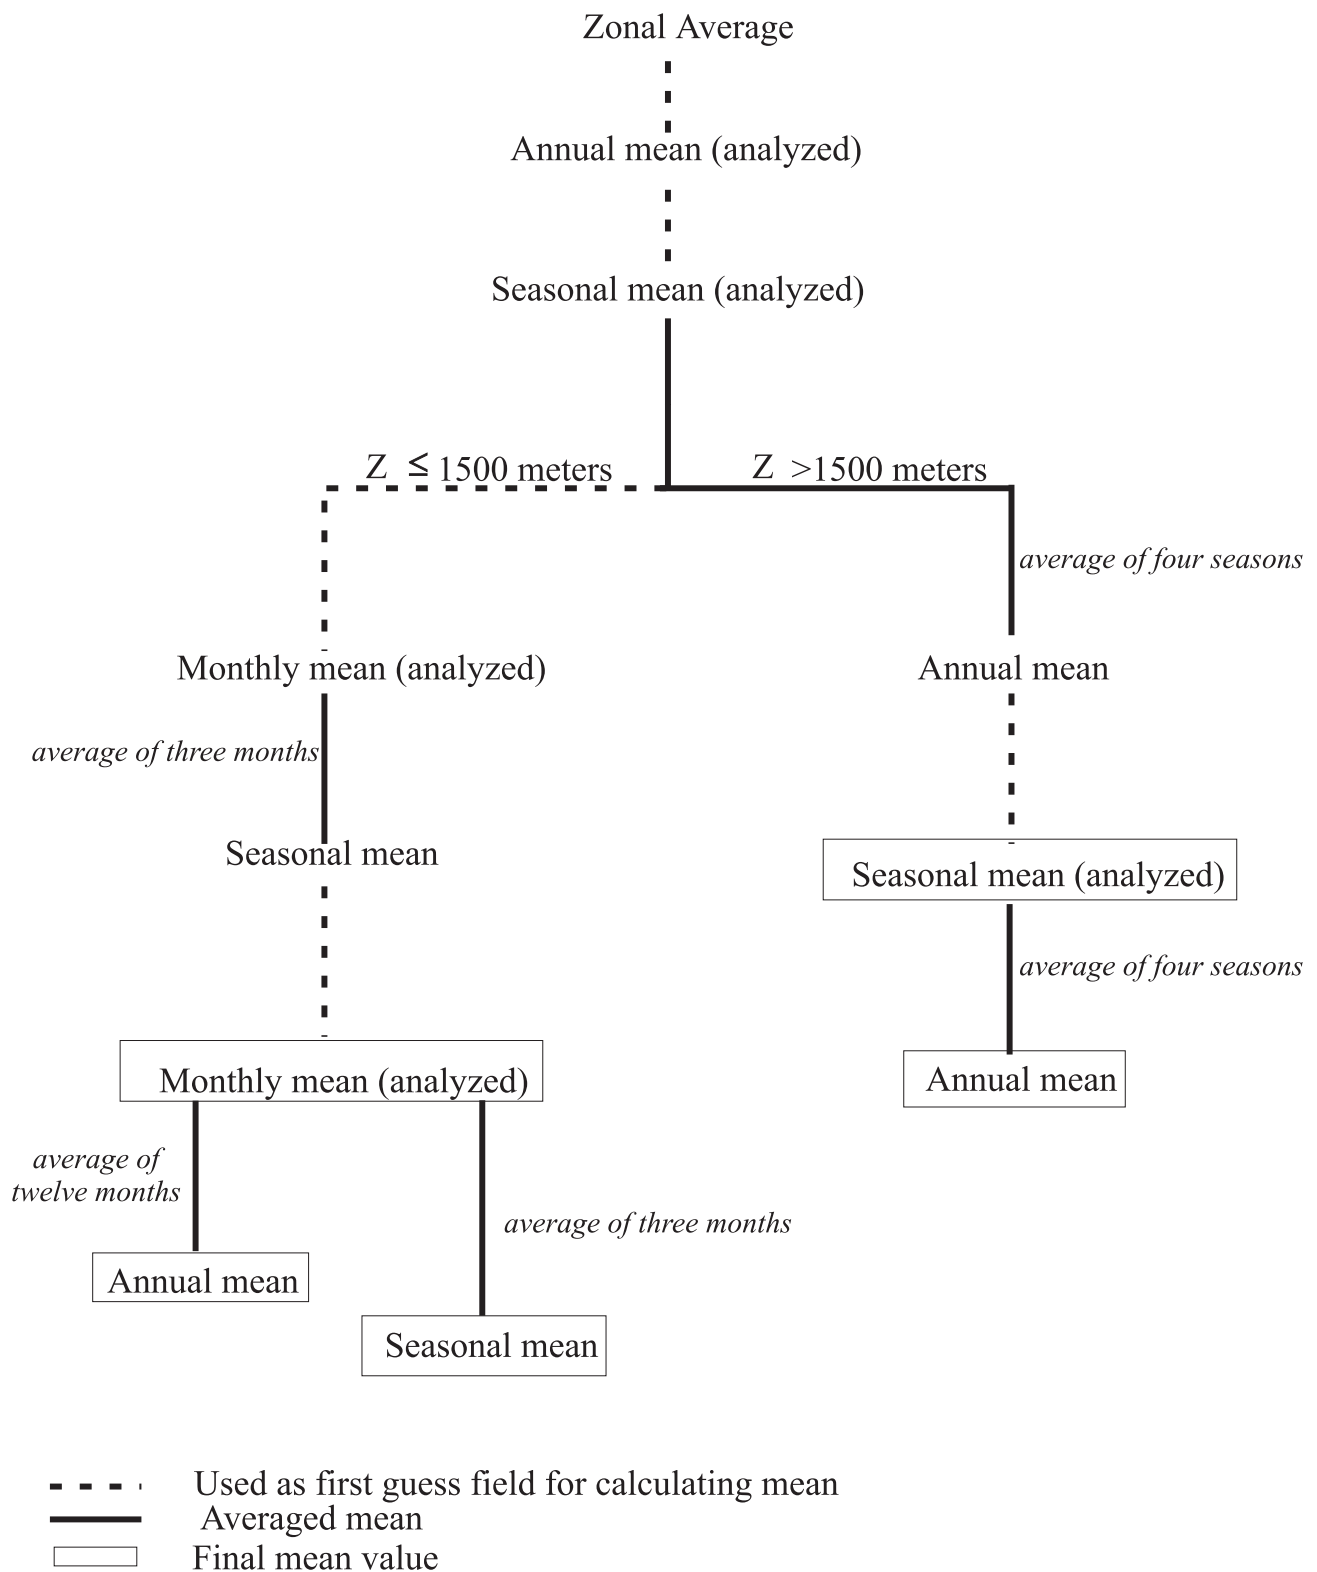 Zonal Average
Annual mean (analyzed)
Seasonal mean (analyzed)
Z ≤ 1500 meters
Z >1500 meters
average of four seasons
Monthly mean (analyzed)
Annual mean
average of three months
Seasonal mean
Seasonal mean (analyzed)
average of four seasons
Monthly mean (analyzed)
Annual mean
average of
twelve months
average of three months
Annual mean
Seasonal mean
Used as first guess field for calculating mean
Averaged mean
Final mean value